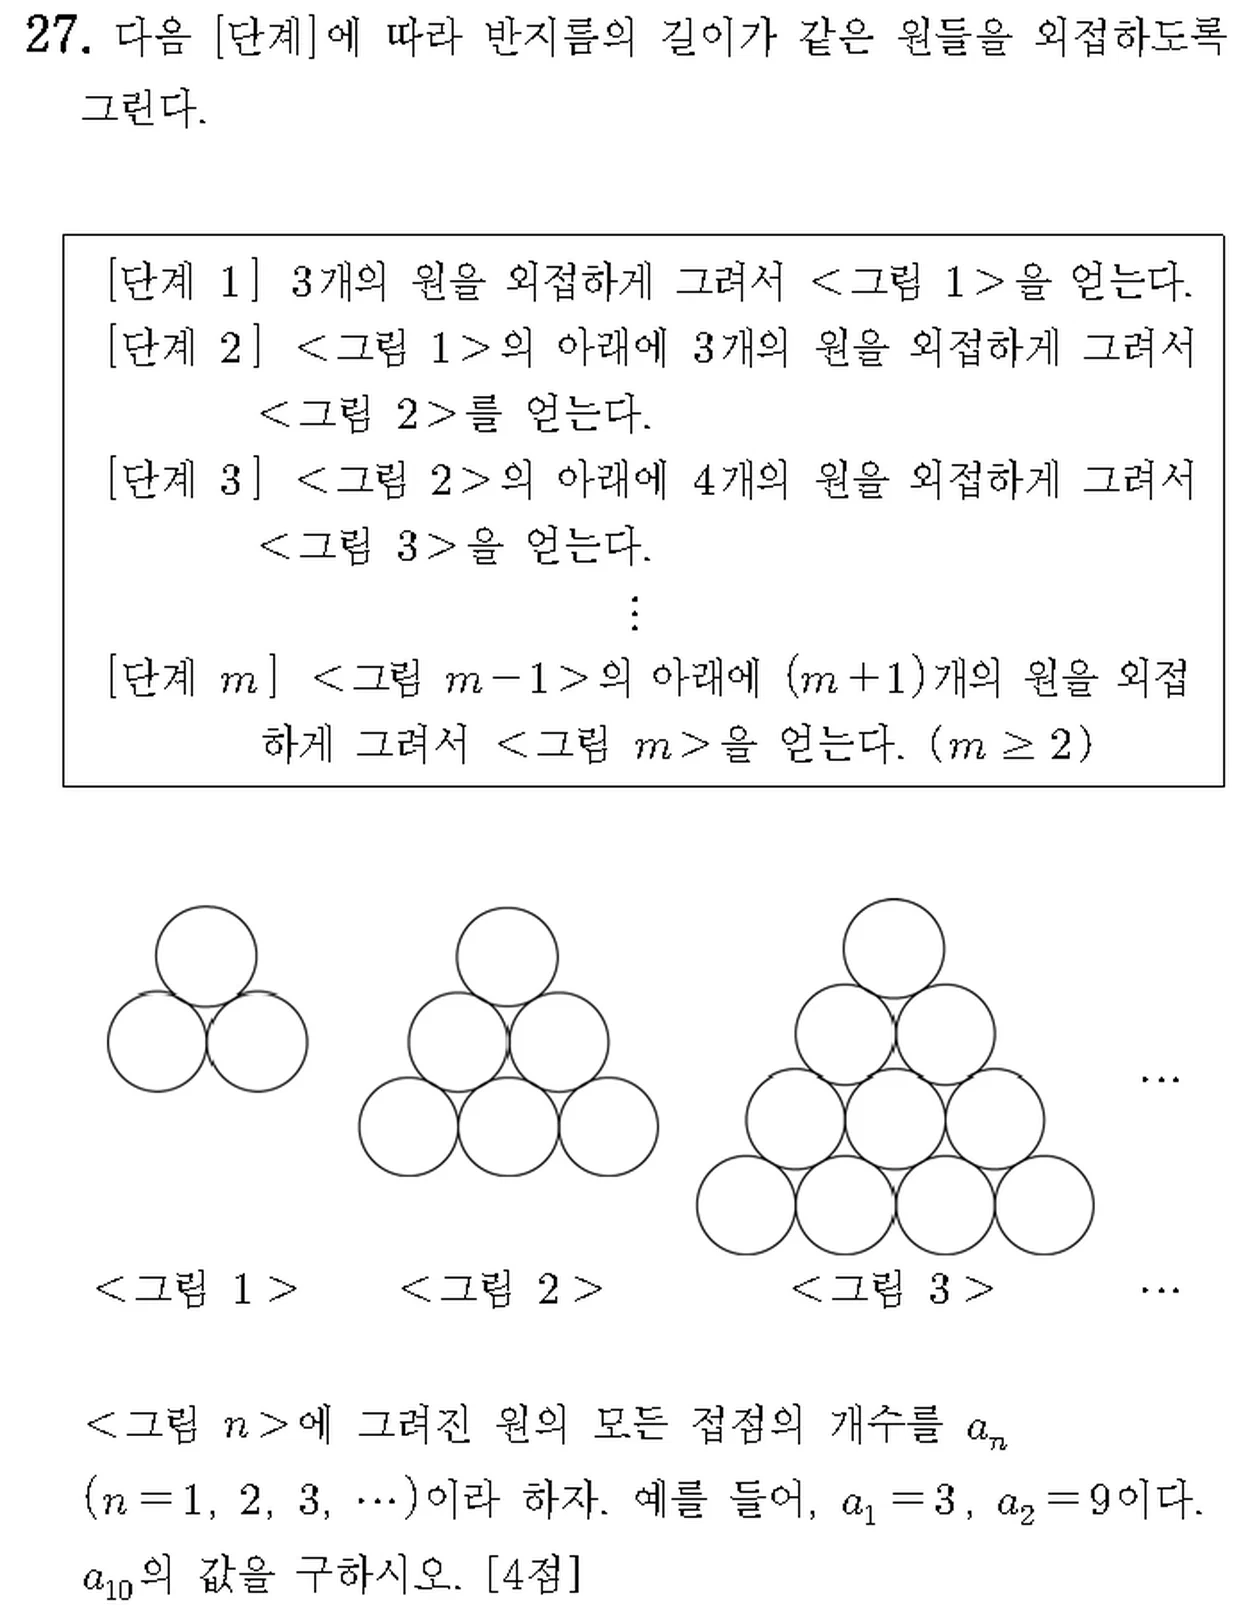 27. 다음 [단계]에 따라 반지름의 길이가 같은 원들을 외접하도록
그린다.
[단계 1] 3개의 원을 외접하게 그려서 <그림 1>을 얻는다.
[단계 2] <그림 1>의 아래에 3개의 원을 외접하게 그려서
<그림 2>를 얻는다.
[단계 3] <그림 2>의 아래에 4개의 원을 외접하게 그려서
<그림 3>을 얻는다.
⋮
[단계 m] <그림 m-1>의 아래에 (m+1)개의 원을 외접
하게 그려서 <그림 m>을 얻는다. (m ≥ 2)
…
<그림 1> <그림 2> <그림 3> …
<그림 n>에 그려진 원의 모든 접점의 개수를 aₙ
(n=1, 2, 3, …)이라 하자. 예를 들어, a₁=3, a₂=9이다.
a₁₀의 값을 구하시오. [4점]